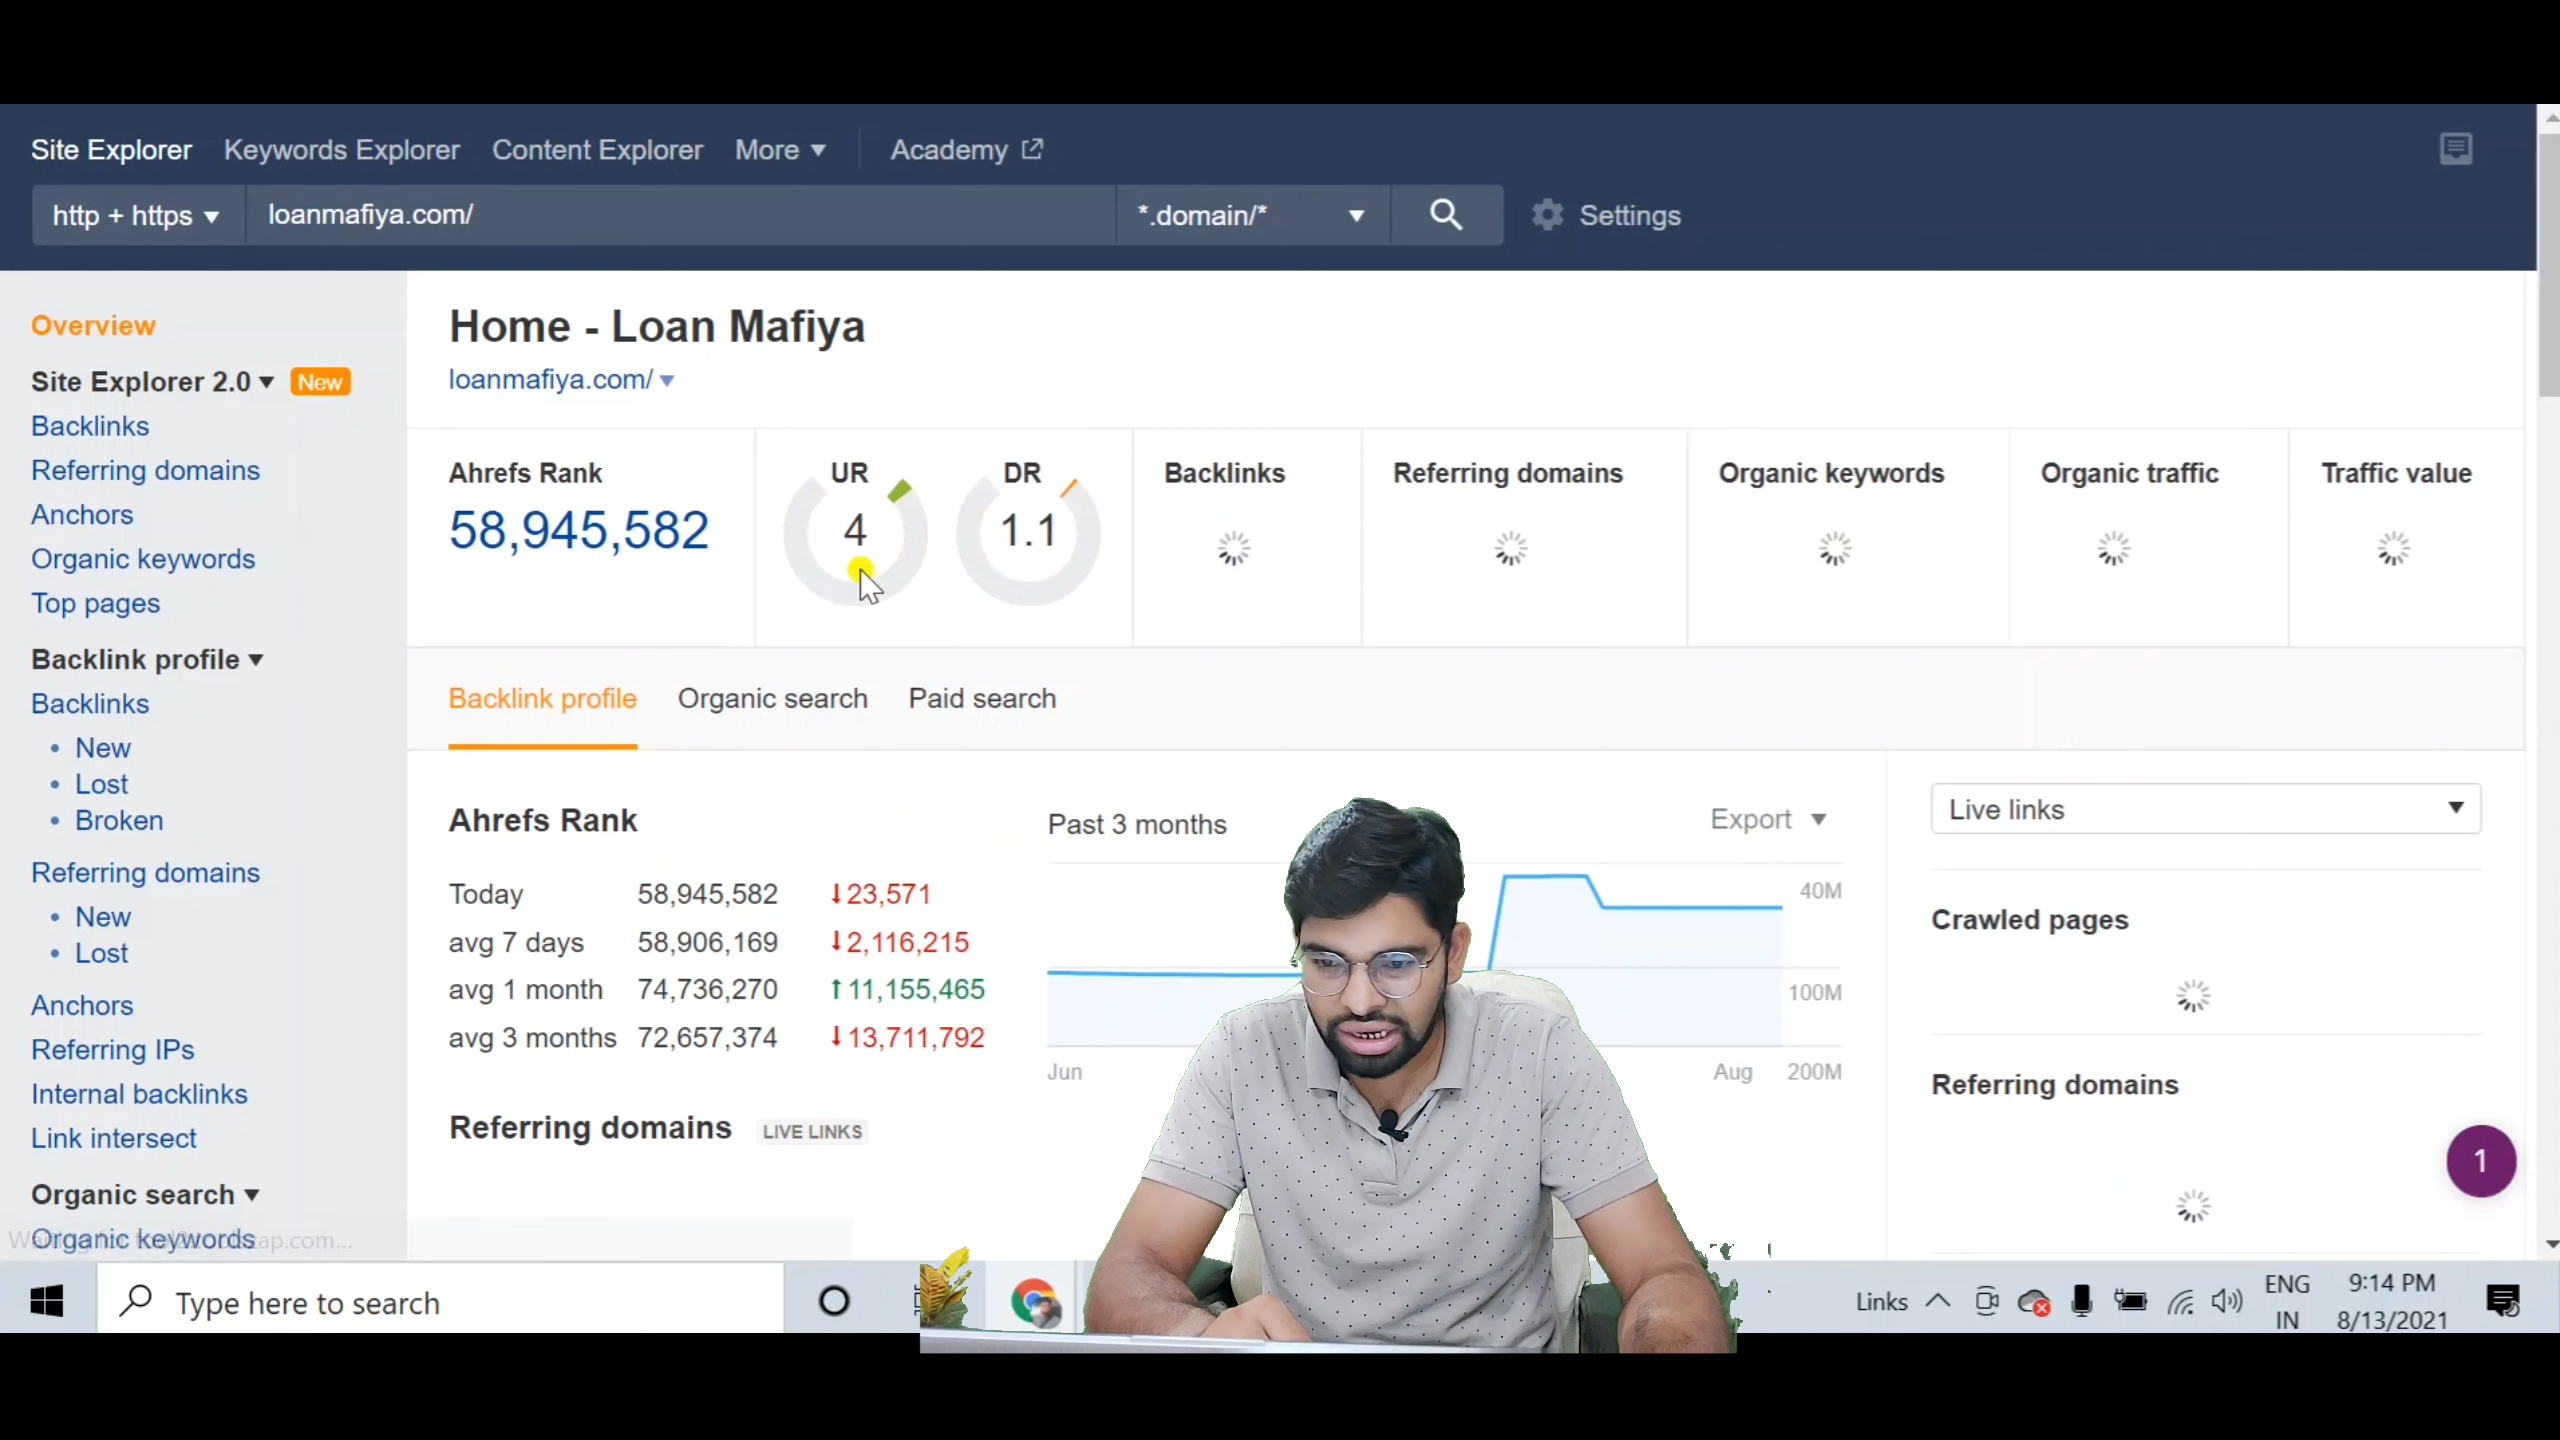 Site Explorer Keywords Explorer Content Explorer More Academy
http + https loanmafiya.com/ *.domain/* Settings
Overview
Site Explorer 2.0 New
Backlinks
Referring domains
Anchors
Organic keywords
Top pages
Backlink profile
Backlinks
• New
• Lost
• Broken
Referring domains
• New
• Lost
Anchors
Referring IPs
Internal backlinks
Link intersect
Organic search
Organic keywords
Home - Loan Mafiya
loanmafiya.com/
Ahrefs Rank UR DR Backlinks Referring domains Organic keywords Organic traffic Traffic value
58,945,582 4 1.1
Backlink profile Organic search Paid search
Ahrefs Rank
Today 58,945,582 ↓23,571
avg 7 days 58,906,169 ↓2,116,215
avg 1 month 74,736,270 ↑11,155,465
avg 3 months 72,657,374 ↓13,711,792
Past 3 months Export
40M
100M
Jun Aug 200M
Referring domains LIVE LINKS
Live links
Crawled pages
Referring domains
1
Type here to search
Links
ENG
IN
9:14 PM
8/13/2021